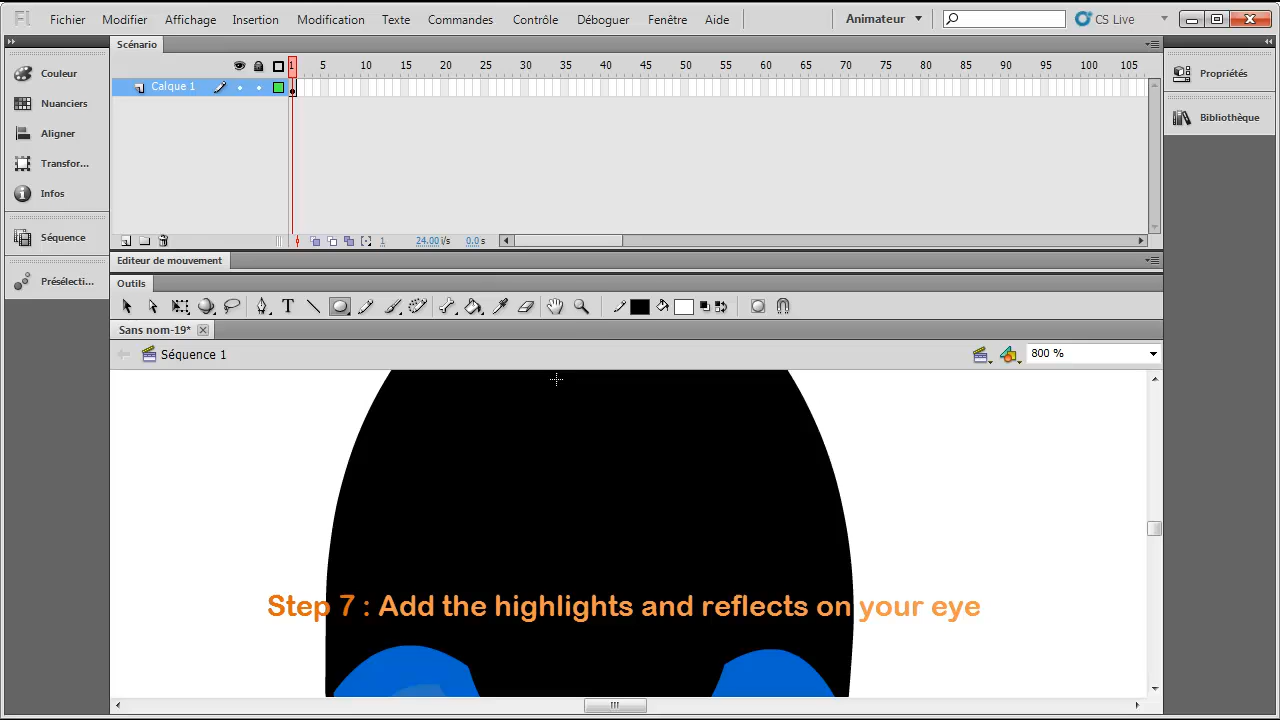 Fl Fichier Modifier Affichage Insertion Modification Texte Commandes Contrôle Déboguer Fenêtre Aide Animateur CS Live
Scénario
1 5 10 15 20 25 30 35 40 45 50 55 60 65 70 75 80 85 90 95 100 105
Calque 1
Couleur
Nuanciers
Aligner
Transfor...
Infos
Séquence
Présélecti...
Propriétés
Bibliothèque
1 24.00 i/s 0.0 s
Editeur de mouvement
Outils
T
Sans nom-19*
Séquence 1 800 %
Step 7 : Add the highlights and reflects on your eye